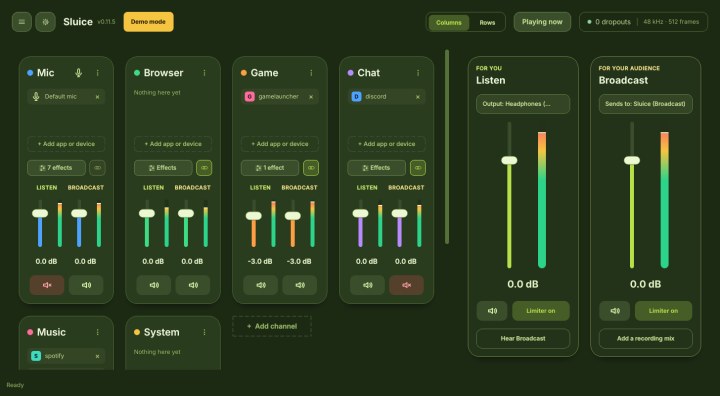 Sluice v0.11.5 Demo mode Columns Rows Playing now 0 dropouts 48 kHz · 512 frames
Mic
Default mic ×
+ Add app or device
7 effects
LISTEN BROADCAST
0.0 dB 0.0 dB
Browser
Nothing here yet
+ Add app or device
Effects
LISTEN BROADCAST
0.0 dB 0.0 dB
Game
G gamelauncher ×
+ Add app or device
1 effect
LISTEN BROADCAST
-3.0 dB -3.0 dB
Chat
D discord ×
+ Add app or device
Effects
LISTEN BROADCAST
0.0 dB 0.0 dB
Music
S spotify ×
System
Nothing here yet
+ Add channel
FOR YOU
Listen
Output: Headphones (...
0.0 dB
Limiter on
Hear Broadcast
FOR YOUR AUDIENCE
Broadcast
Sends to: Sluice (Broadcast)
0.0 dB
Limiter on
Add a recording mix
Ready